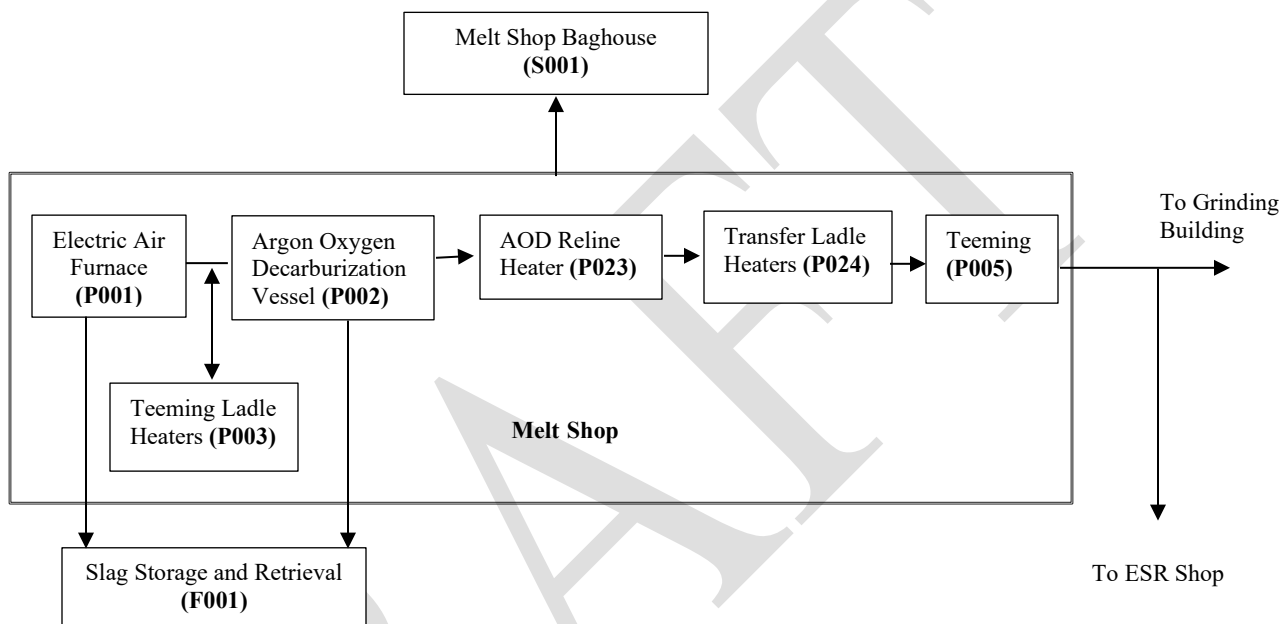 Melt Shop Baghouse
(S001)
To Grinding
Building
Electric Air
Furnace
(P001)
Argon Oxygen
Decarburization
Vessel (P002)
AOD Reline
Heater (P023)
Transfer Ladle
Heaters (P024)
Teeming
(P005)
Teeming Ladle
Heaters (P003)
Melt Shop
Slag Storage and Retrieval
(F001)
To ESR Shop